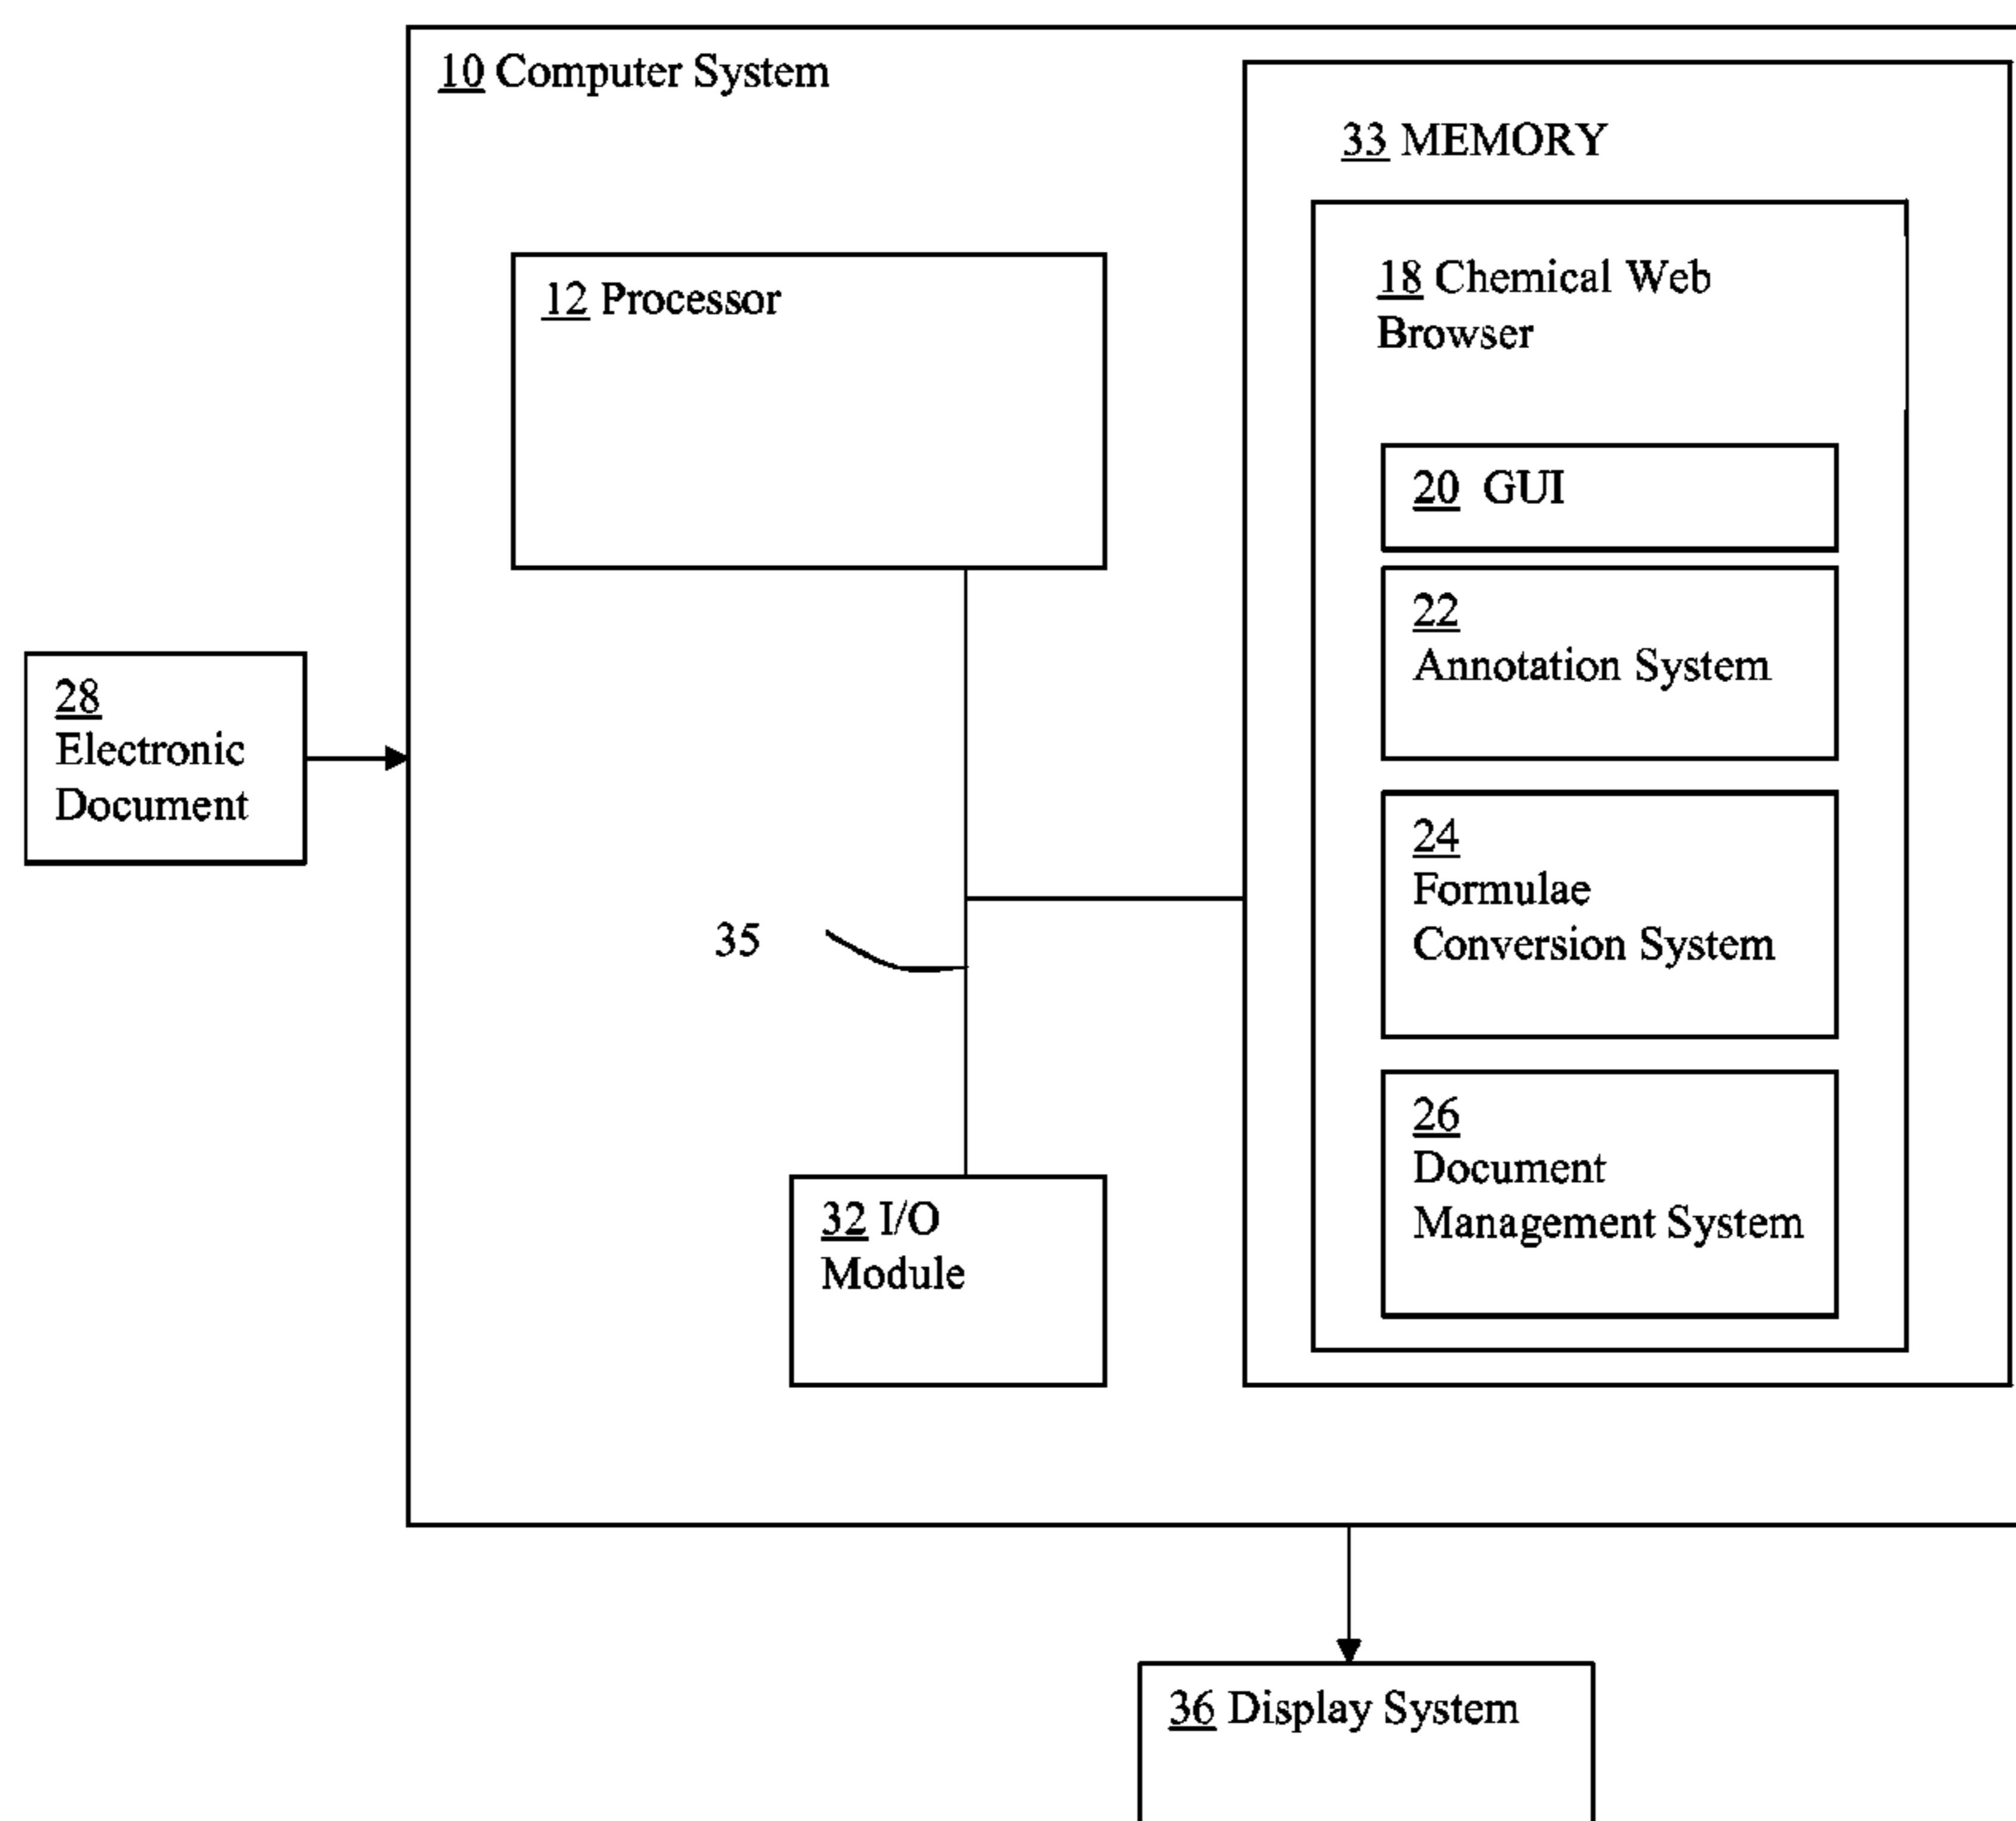 10 Computer System
33 MEMORY
12 Processor
18 Chemical Web
Browser
20 GUI
22
Annotation System
28
Electronic
Document
24
Formulae
Conversion System
35
26
Document
Management System
32 I/O
Module
36 Display System